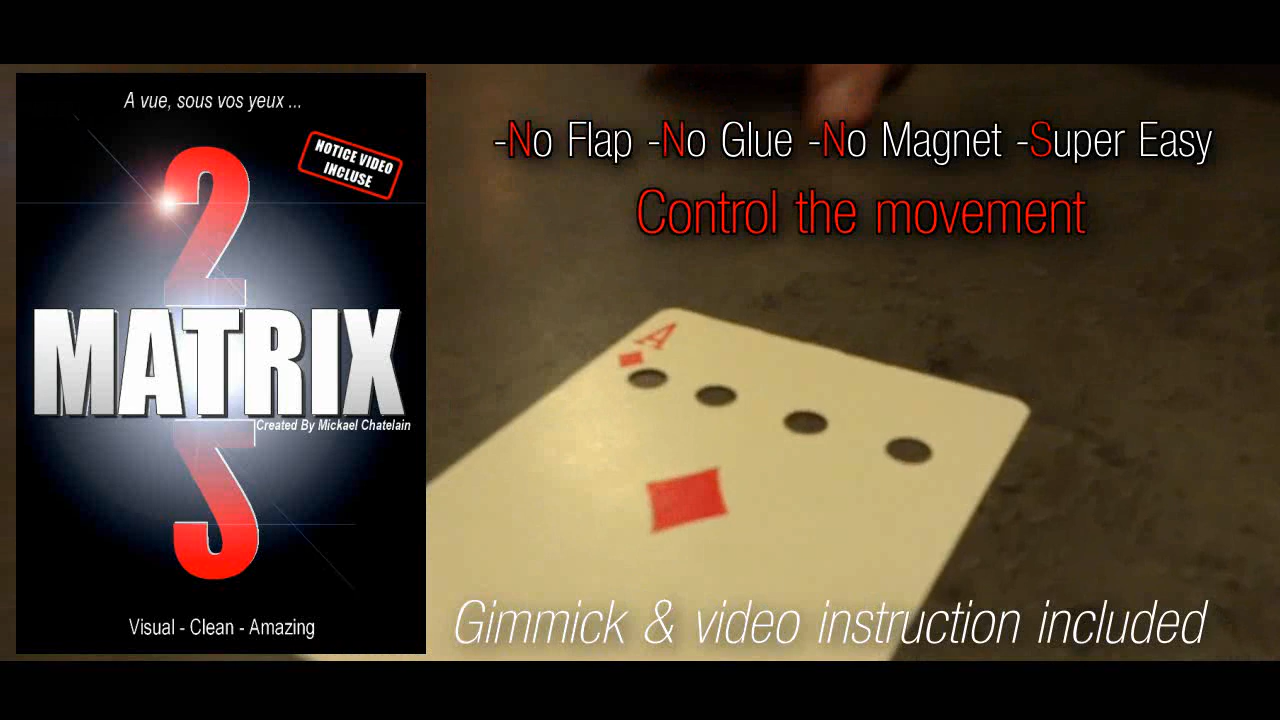 A vue, sous vos yeux ...
NOTICE VIDEO
INCLUSE
2
MATRIX
Created By Mickael Chatelain
2
Visual - Clean - Amazing
-No Flap -No Glue -No Magnet -Super Easy
Control the movement
A
Gimmick & video instruction included